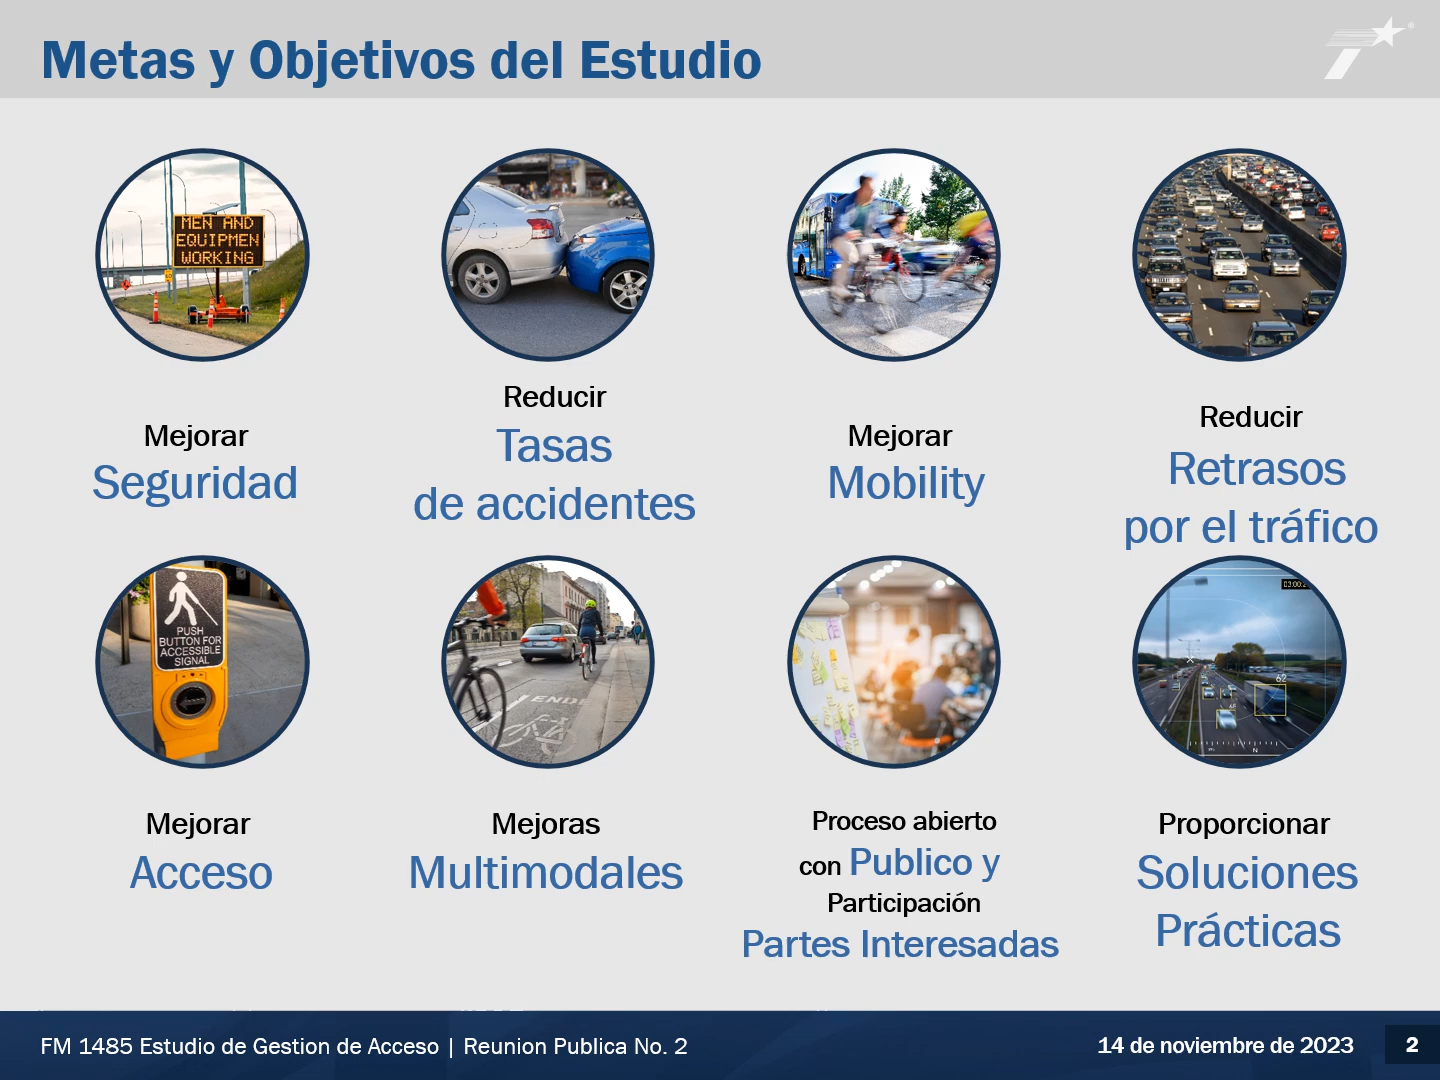 Metas y Objetivos del Estudio
MEN AND
EQUIPMEN
WORKING
Mejorar
Seguridad
Reducir
Tasas
de accidentes
Mejorar
Mobility
Reducir
Retrasos
por el tráfico
PUSH
BUTTON FOR
ACCESSIBLE
SIGNAL
ENDE
62
N
Mejorar
Acceso
Mejoras
Multimodales
Proceso abierto
con Publico y
Participación
Partes Interesadas
Proporcionar
Soluciones
Prácticas
FM 1485 Estudio de Gestion de Acceso | Reunion Publica No. 2
14 de noviembre de 2023
2